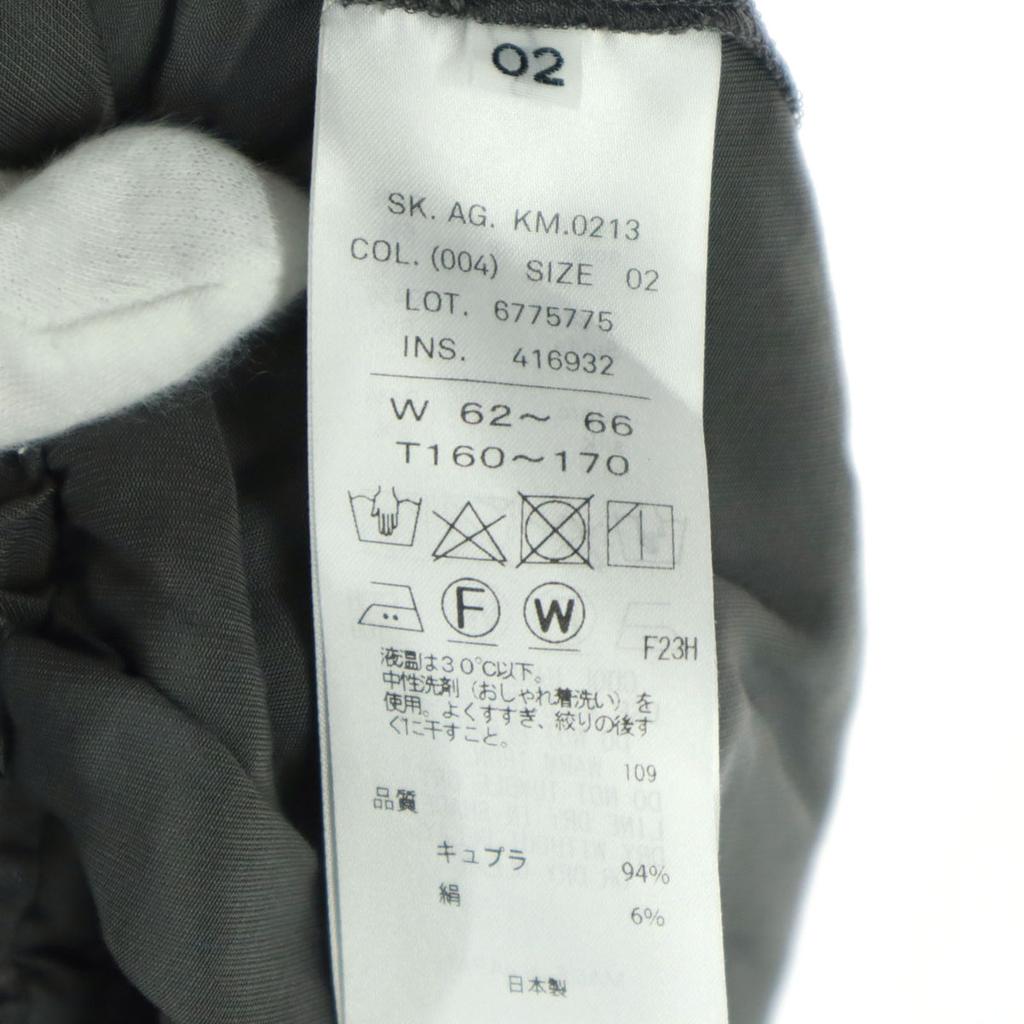 02
SK. AG. KM.0213
COL. (004) SIZE 02
LOT. 6775775
INS. 416932
W 62～ 66
T160～170
F W
F23H
液温は30℃以下。
中性洗剤（おしゃれ着洗い）を
使用。よくすすぎ、絞りの後す
ぐに干すこと。
109
品質
キュプラ 94%
絹 6%
日本製